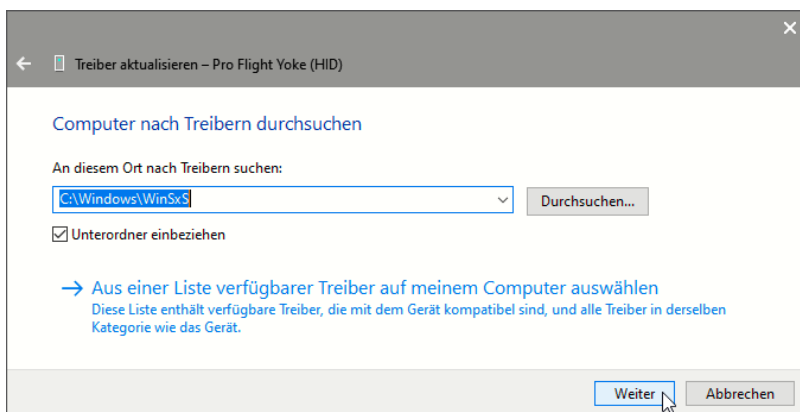 Treiber aktualisieren – Pro Flight Yoke (HID)
Computer nach Treibern durchsuchen
An diesem Ort nach Treibern suchen:
C:\Windows\WinSxS
Durchsuchen...
Unterordner einbeziehen
Aus einer Liste verfügbarer Treiber auf meinem Computer auswählen
Diese Liste enthält verfügbare Treiber, die mit dem Gerät kompatibel sind, und alle Treiber in derselben
Kategorie wie das Gerät.
Weiter
Abbrechen